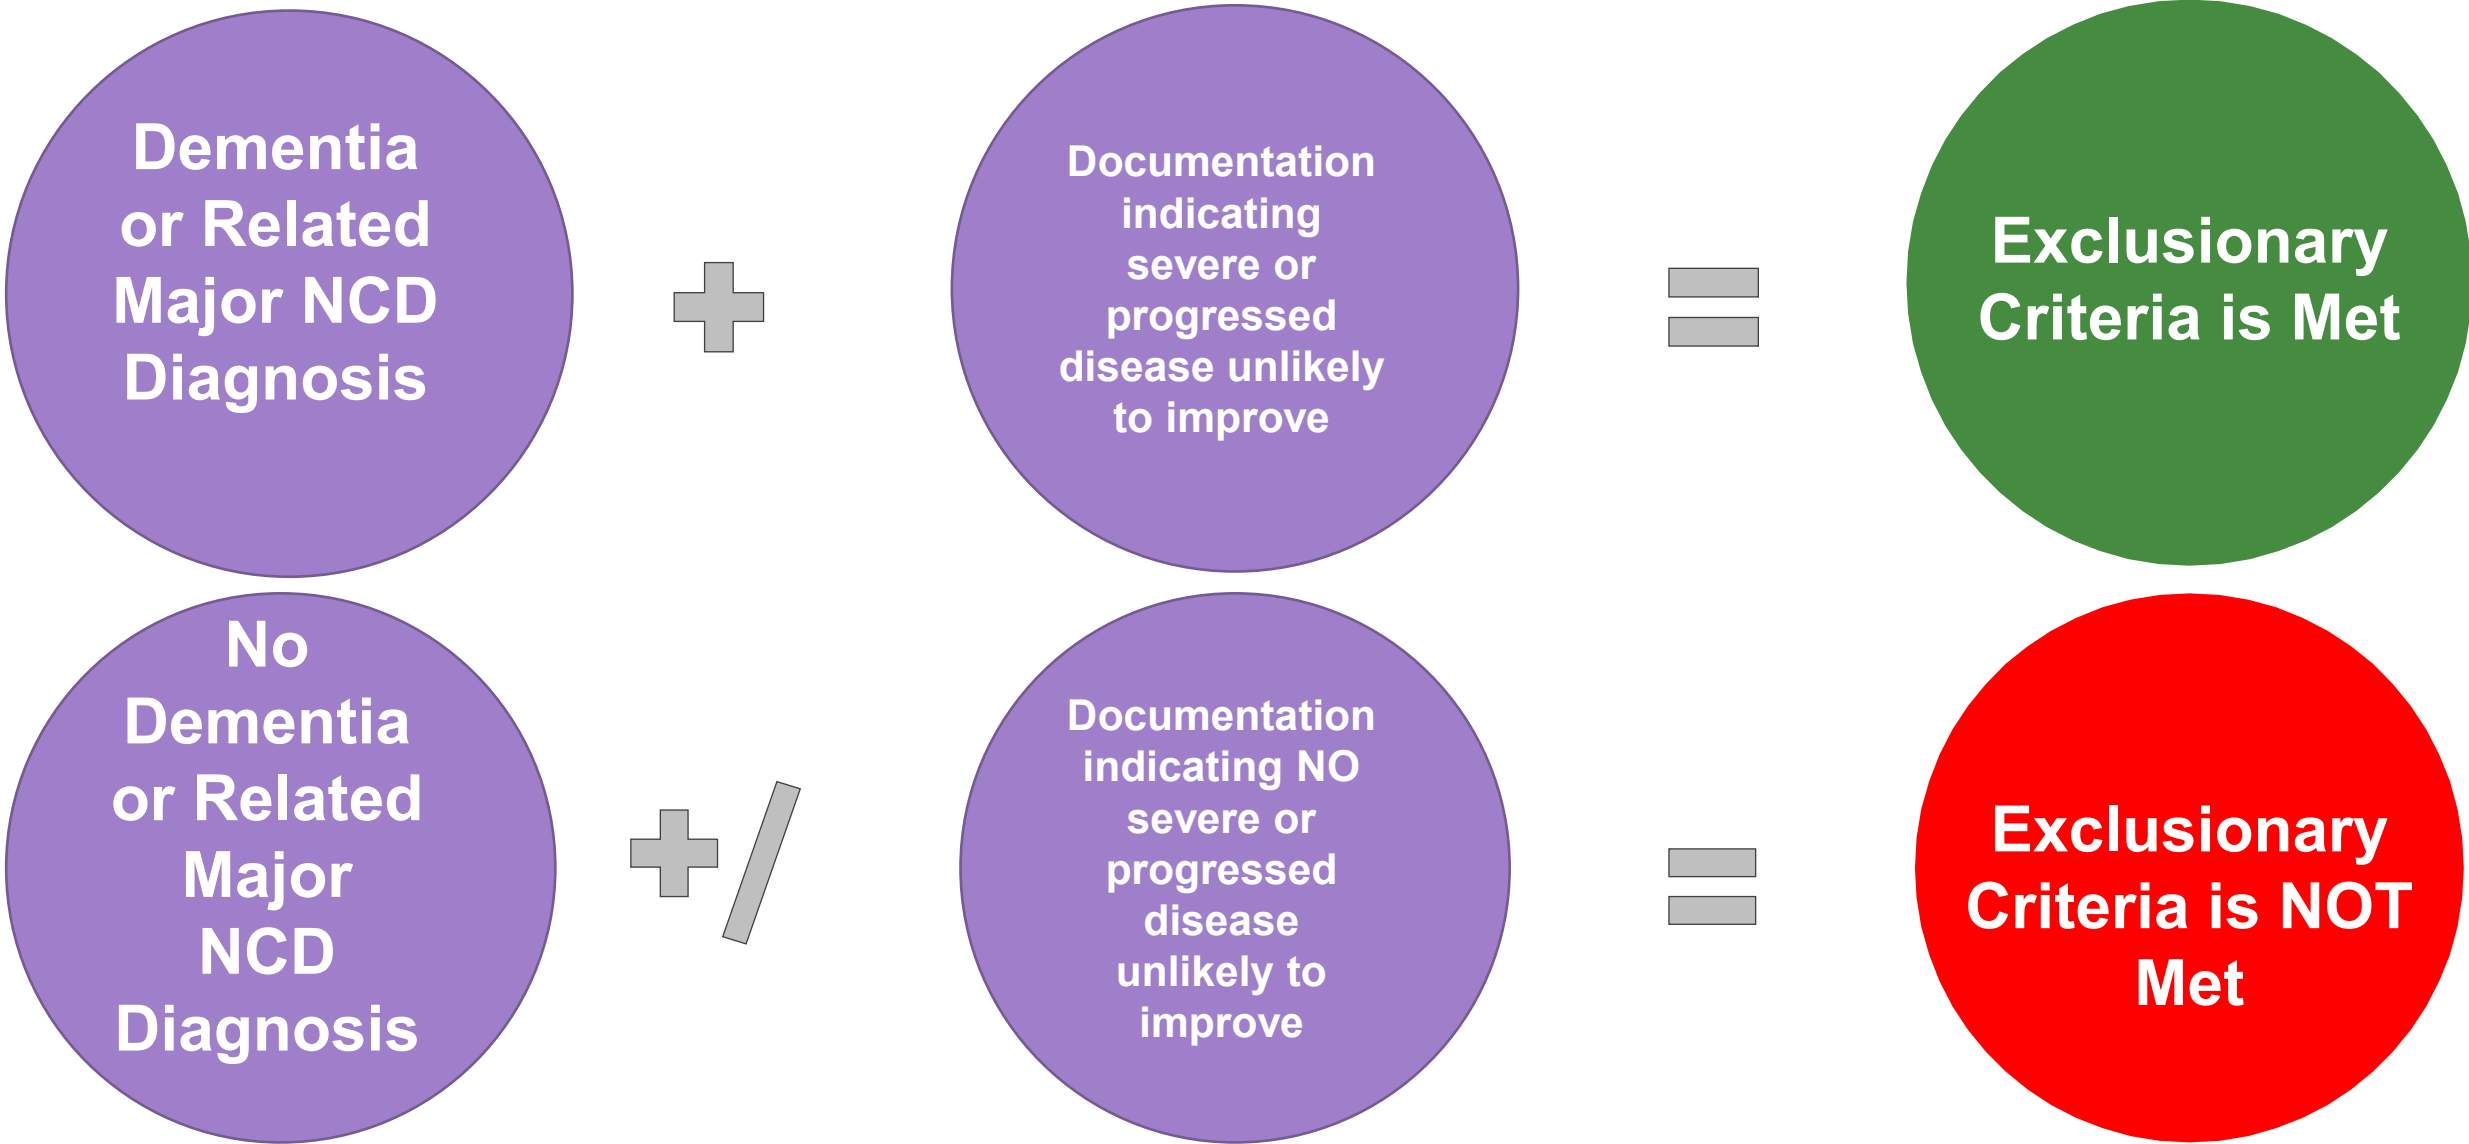 Dementia
or Related
Major NCD
Diagnosis
Documentation
indicating
severe or
progressed
disease unlikely
to improve
Exclusionary
Criteria is Met
No
Dementia
or Related
Major
NCD
Diagnosis
Documentation
indicating NO
severe or
progressed
disease
unlikely to
improve
Exclusionary
Criteria is NOT
Met